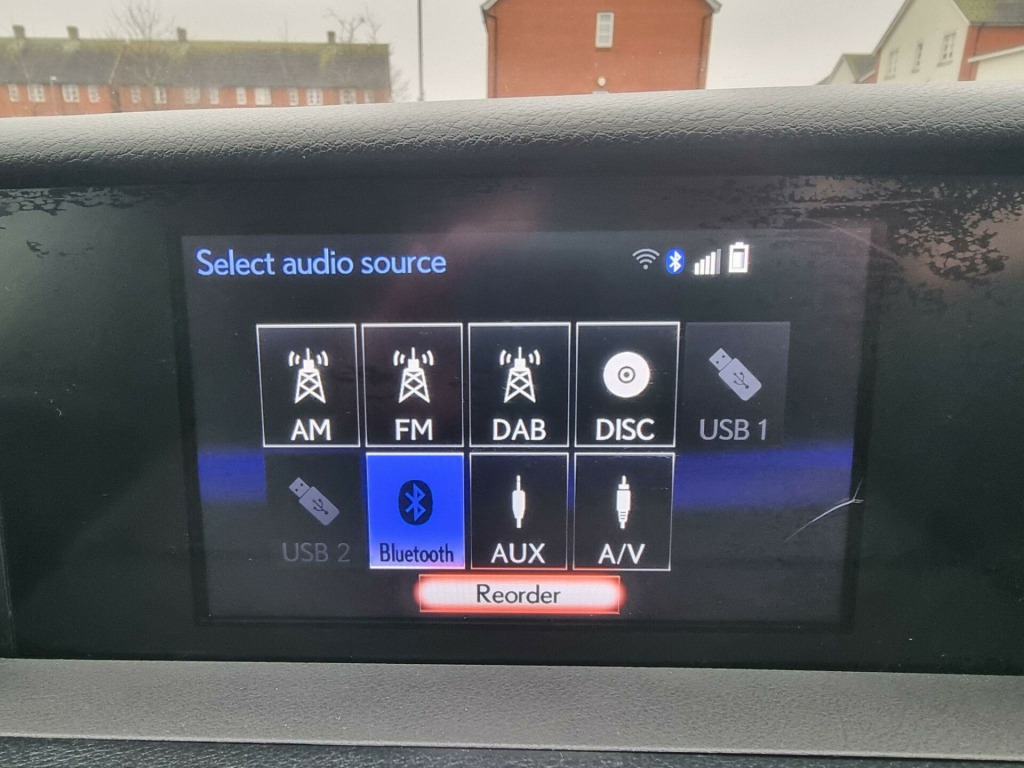 Select audio source
AM
FM
DAB
DISC
USB 1
USB 2
Bluetooth
AUX
A/V
Reorder